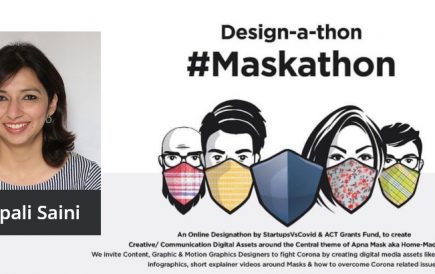 Design-a-thon
#Maskathon
pali Saini
An Online Designathon by StartupsVsCovid & ACT Grants Fund, to create
Creative/ Communication Digital Assets around the Central theme of Apna Mask aka Home-Mad
We invite Content, Graphic & Motion Graphics Designers to fight Corona by creating digital media assets like
infographics, short explainer videos around Masks & how to overcome Corona related issue